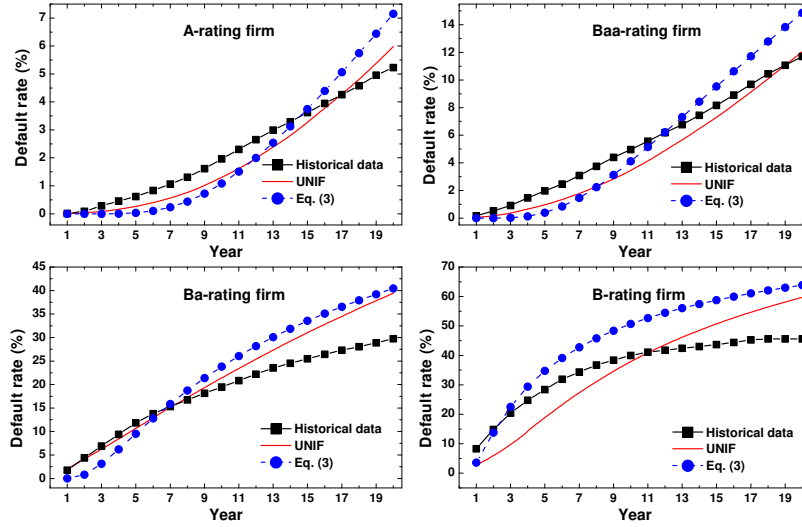 A-rating firm
Default rate (%)
7
6
5
4
3
2
1
0
Historical data
UNIF
Eq. (3)
1 3 5 7 9 11 13 15 17 19
Year
Baa-rating firm
Default rate (%)
14
12
10
8
6
4
2
0
Historical data
UNIF
Eq. (3)
1 3 5 7 9 11 13 15 17 19
Year
Ba-rating firm
Default rate (%)
45
40
35
30
25
20
15
10
5
0
Historical data
UNIF
Eq. (3)
1 3 5 7 9 11 13 15 17 19
Year
B-rating firm
Default rate (%)
70
60
50
40
30
20
10
0
Historical data
UNIF
Eq. (3)
1 3 5 7 9 11 13 15 17 19
Year